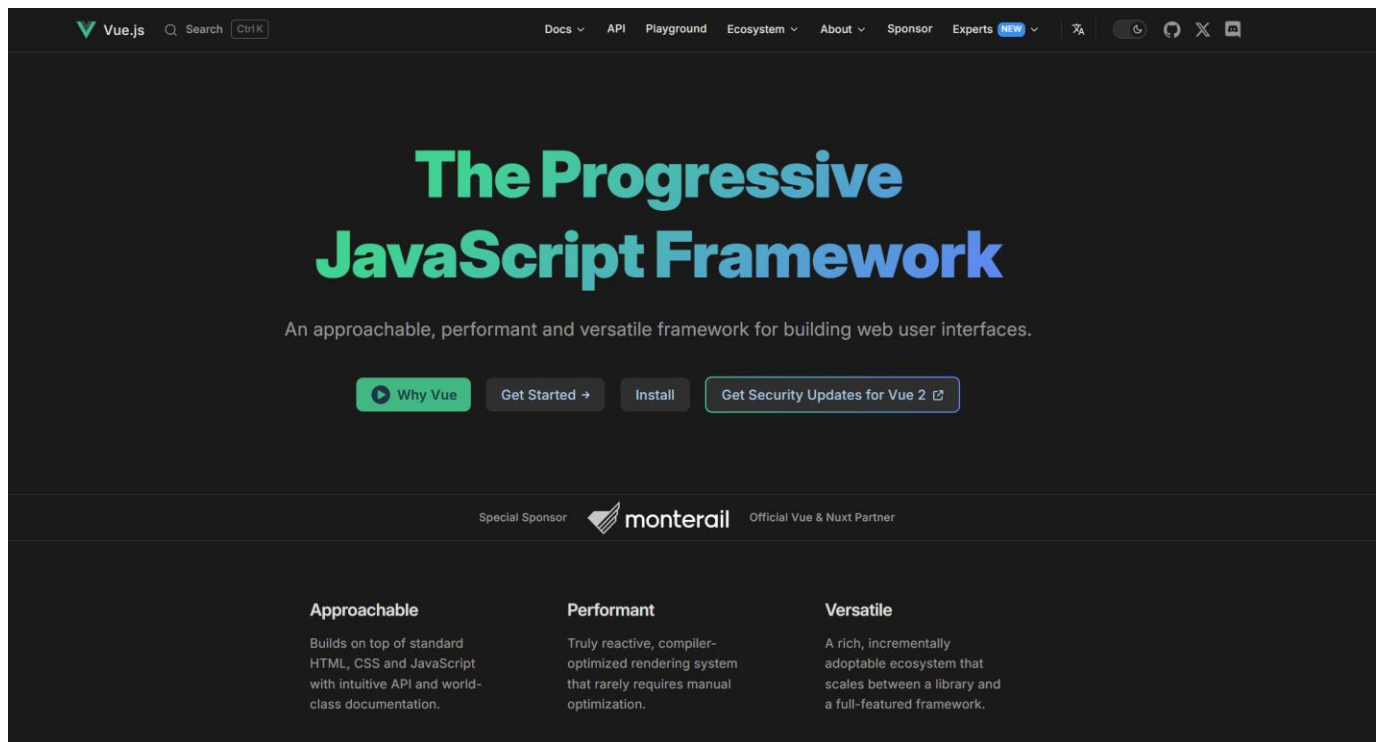 Vue.js Search Ctrl K Docs API Playground Ecosystem About Sponsor Experts NEW
The Progressive
JavaScript Framework
An approachable, performant and versatile framework for building web user interfaces.
Why Vue Get Started → Install Get Security Updates for Vue 2
Special Sponsor monterail Official Vue & Nuxt Partner
Approachable
Builds on top of standard
HTML, CSS and JavaScript
with intuitive API and world-
class documentation.
Performant
Truly reactive, compiler-
optimized rendering system
that rarely requires manual
optimization.
Versatile
A rich, incrementally
adoptable ecosystem that
scales between a library and
a full-featured framework.